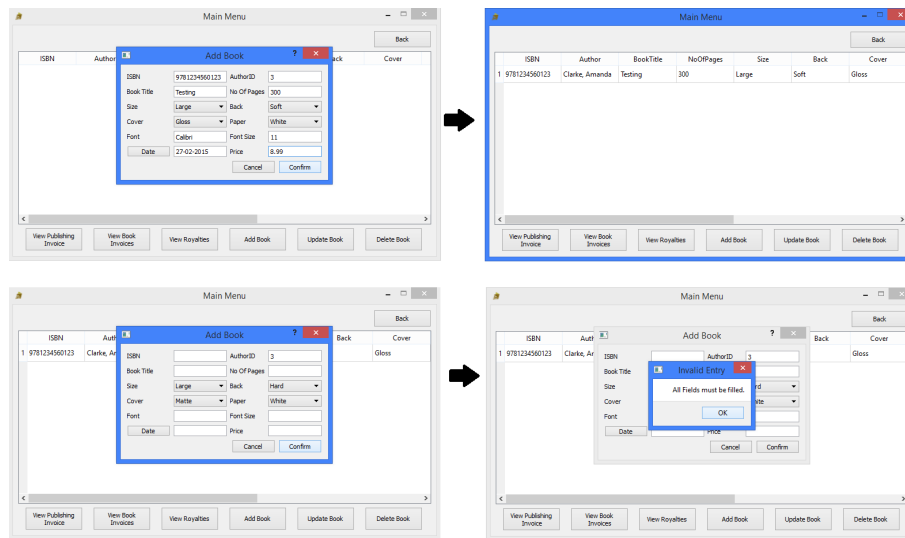 Main Menu
Back
ISBN Author Back Cover
Add Book ?
ISBN 9781234560123 AuthorID 3
Book Title Testing No Of Pages 300
Size Large Back Soft
Cover Gloss Paper White
Font Calibri Font Size 11
Date 27-02-2015 Price 8.99
Cancel Confirm
View Publishing Invoice View Book Invoices View Royalties Add Book Update Book Delete Book
Main Menu
Back
ISBN Author BookTitle NoOfPages Size Back Cover
1 9781234560123 Clarke, Amanda Testing 300 Large Soft Gloss
View Publishing Invoice View Book Invoices View Royalties Add Book Update Book Delete Book
Main Menu
Back
ISBN Auth Back Cover
1 9781234560123 Clarke, Am Gloss
Add Book ?
ISBN AuthorID 3
Book Title No Of Pages
Size Large Back Hard
Cover Matte Paper White
Font Font Size
Date Price
Cancel Confirm
View Publishing Invoice View Book Invoices View Royalties Add Book Update Book Delete Book
Main Menu
Back
ISBN Auth Back Cover
1 9781234560123 Clarke, Am Gloss
Add Book ?
ISBN AuthorID 3
Book Title
Size rd
Cover ite
Font
Date Price
Cancel Confirm
Invalid Entry
All Fields must be filled.
OK
View Publishing Invoice View Book Invoices View Royalties Add Book Update Book Delete Book